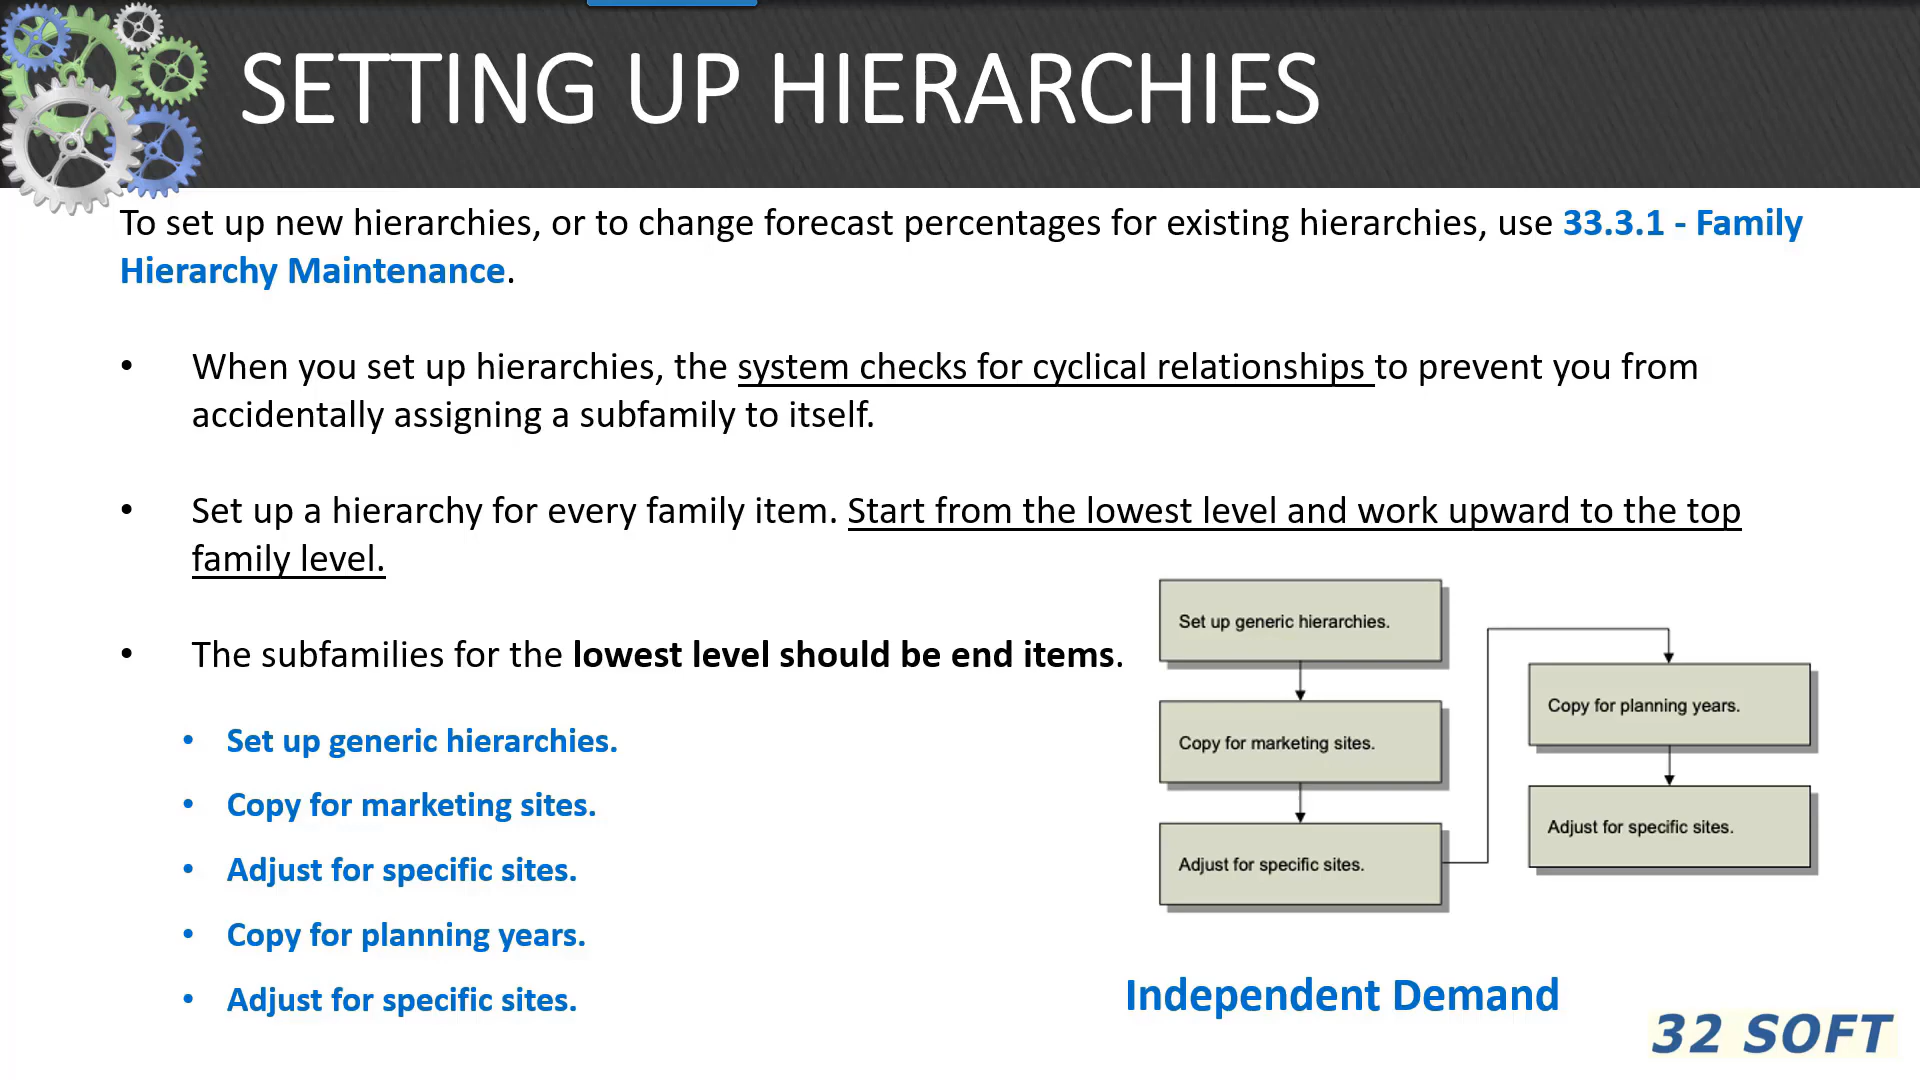 SETTING UP HIERARCHIES
To set up new hierarchies, or to change forecast percentages for existing hierarchies, use 33.3.1 - Family
Hierarchy Maintenance.
• When you set up hierarchies, the system checks for cyclical relationships to prevent you from
accidentally assigning a subfamily to itself.
• Set up a hierarchy for every family item. Start from the lowest level and work upward to the top
family level.
• The subfamilies for the lowest level should be end items.
• Set up generic hierarchies.
• Copy for marketing sites.
• Adjust for specific sites.
• Copy for planning years.
• Adjust for specific sites.
Set up generic hierarchies.
Copy for marketing sites.
Adjust for specific sites.
Copy for planning years.
Adjust for specific sites.
Independent Demand
32 SOFT